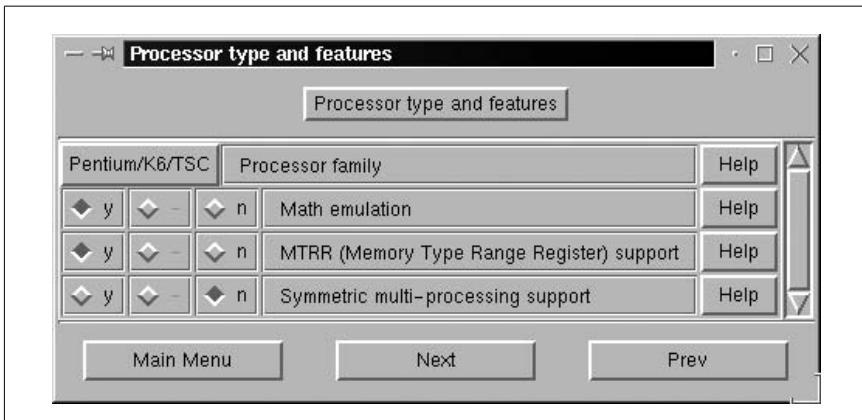 Processor type and features
Processor type and features
Pentium/K6/TSC Processor family Help
y - n Math emulation Help
y - n MTRR (Memory Type Range Register) support Help
y - n Symmetric multi-processing support Help
Main Menu Next Prev